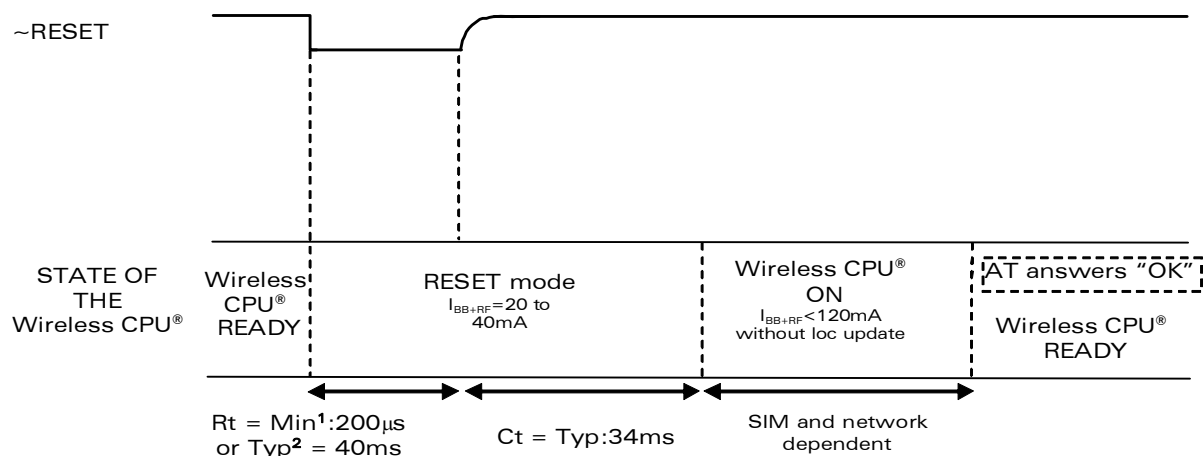 ~RESET
STATE OF
THE
Wireless CPU®
Wireless
CPU®
READY
RESET mode
I_BB+RF=20 to
40mA
Wireless CPU®
ON
I_BB+RF<120mA
without loc update
AT answers “OK”
Wireless CPU®
READY
Rt = Min¹:200μs
or Typ² = 40ms
Ct = Typ:34ms
SIM and network
dependent